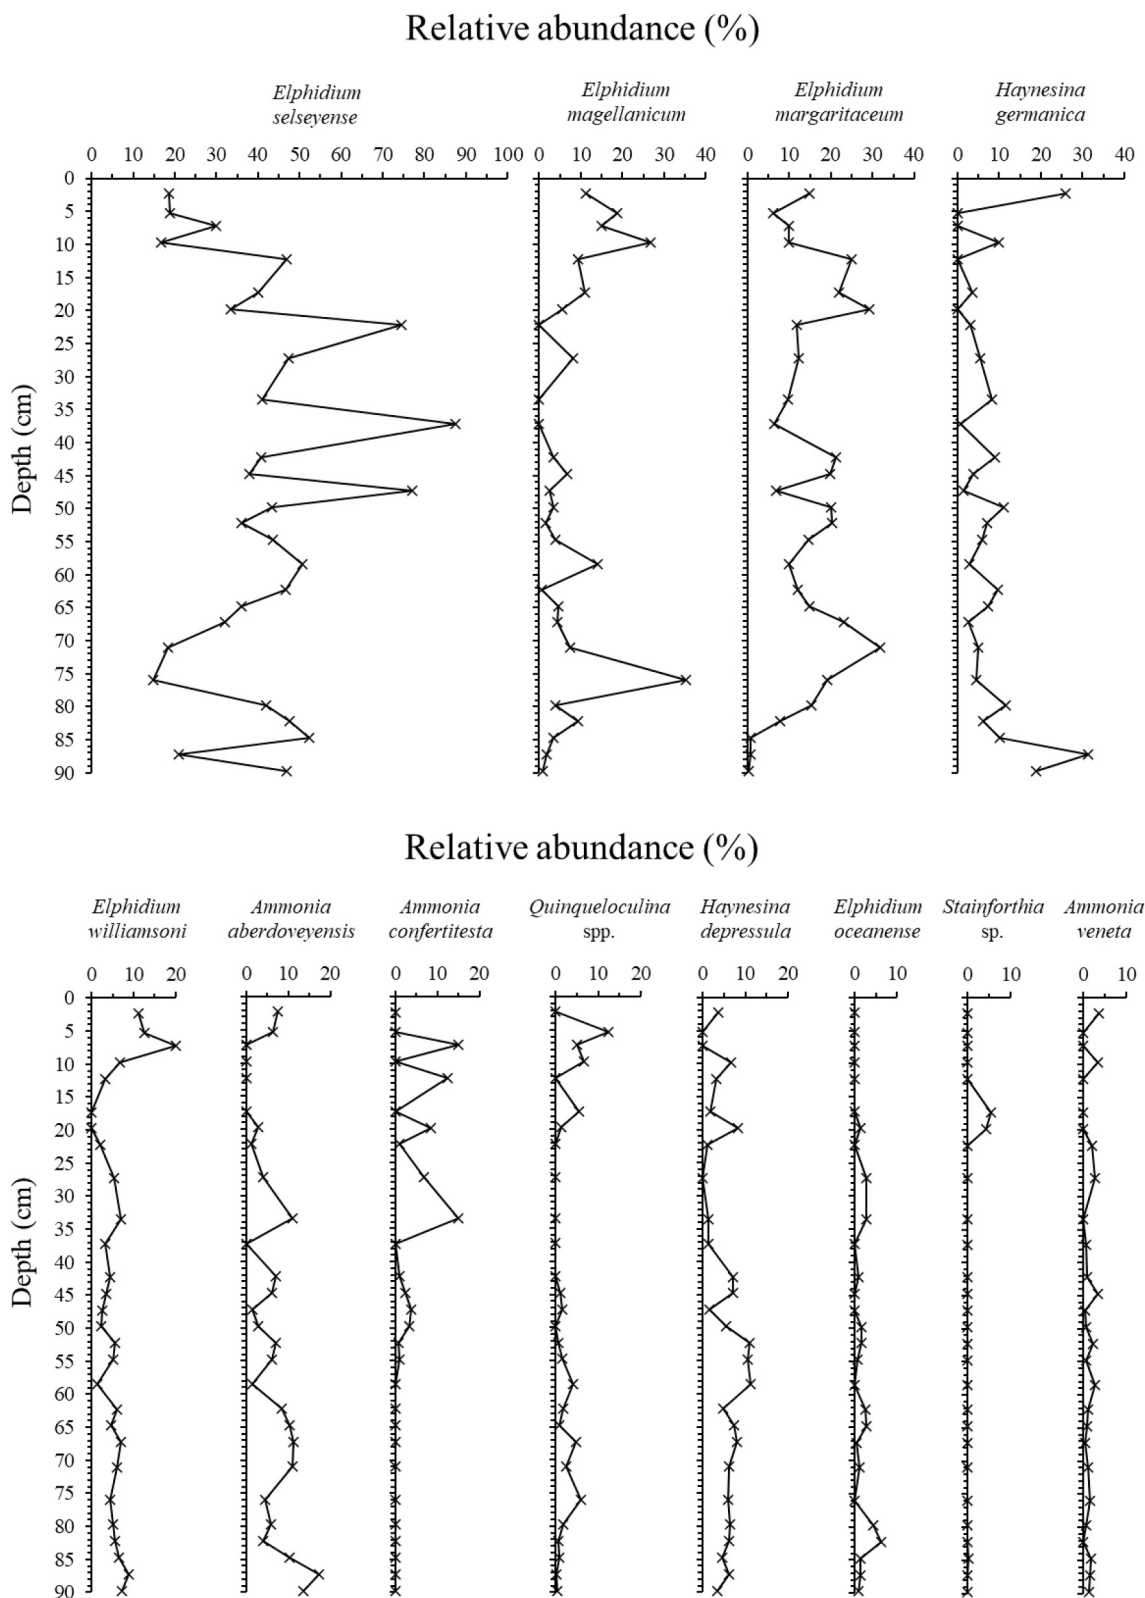 Relative abundance (%)
Elphidium selseyense
Elphidium magellanicum
Elphidium margaritaceum
Haynesina germanica
0 10 20 30 40 50 60 70 80 90 100
0 10 20 30 40
0 10 20 30 40
0 10 20 30 40
Depth (cm)
0
5
10
15
20
25
30
35
40
45
50
55
60
65
70
75
80
85
90
Relative abundance (%)
Elphidium williamsoni
Ammonia aberdoveyensis
Ammonia confertitesta
Quinqueloculina spp.
Haynesina depressula
Elphidium oceanense
Stainforthia sp.
Ammonia veneta
0 10 20
0 10 20
0 10 20
0 10 20
0 10 20
0 10
0 10
0 10
Depth (cm)
0
5
10
15
20
25
30
35
40
45
50
55
60
65
70
75
80
85
90